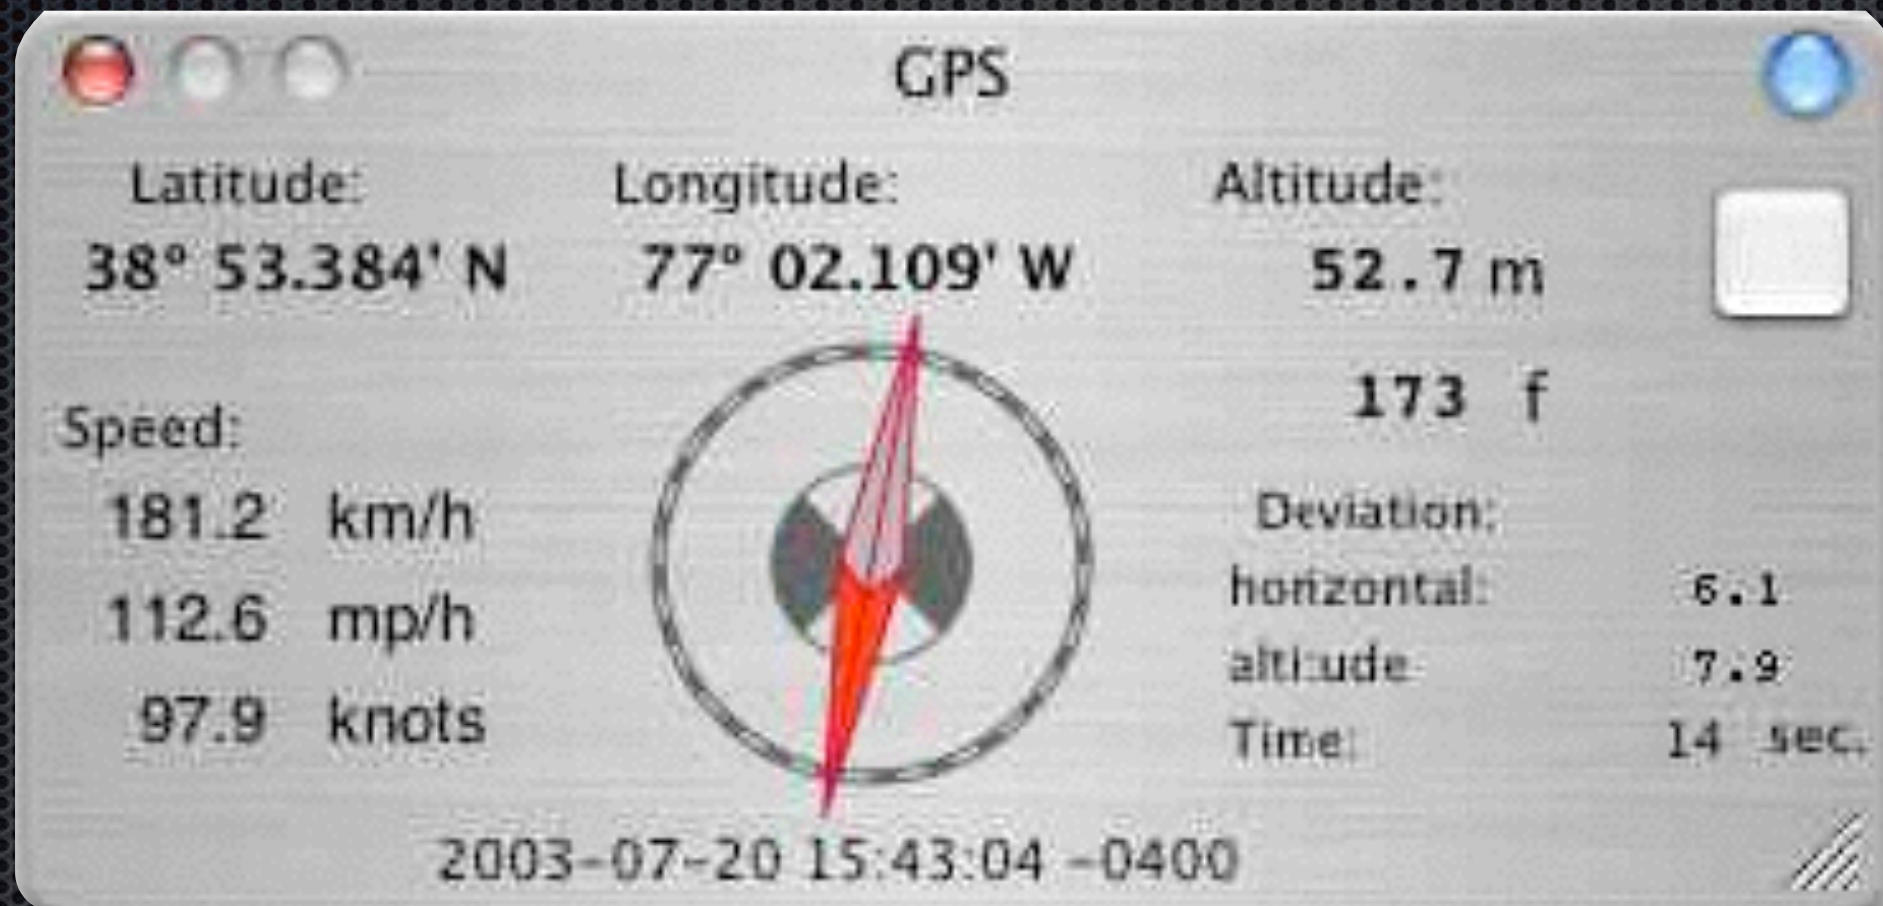 GPS
Latitude: Longitude: Altitude:
38° 53.384' N 77° 02.109' W 52.7 m
173 f
Speed:
181.2 km/h
112.6 mp/h
97.9 knots
Deviation:
horizontal: 6.1
altitude 7.9
Time: 14 sec.
2003-07-20 15:43:04 -0400